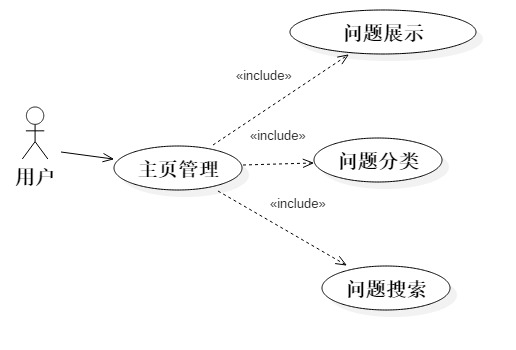 问题展示
«include»
«include»
问题分类
主页管理
用户
«include»
问题搜索